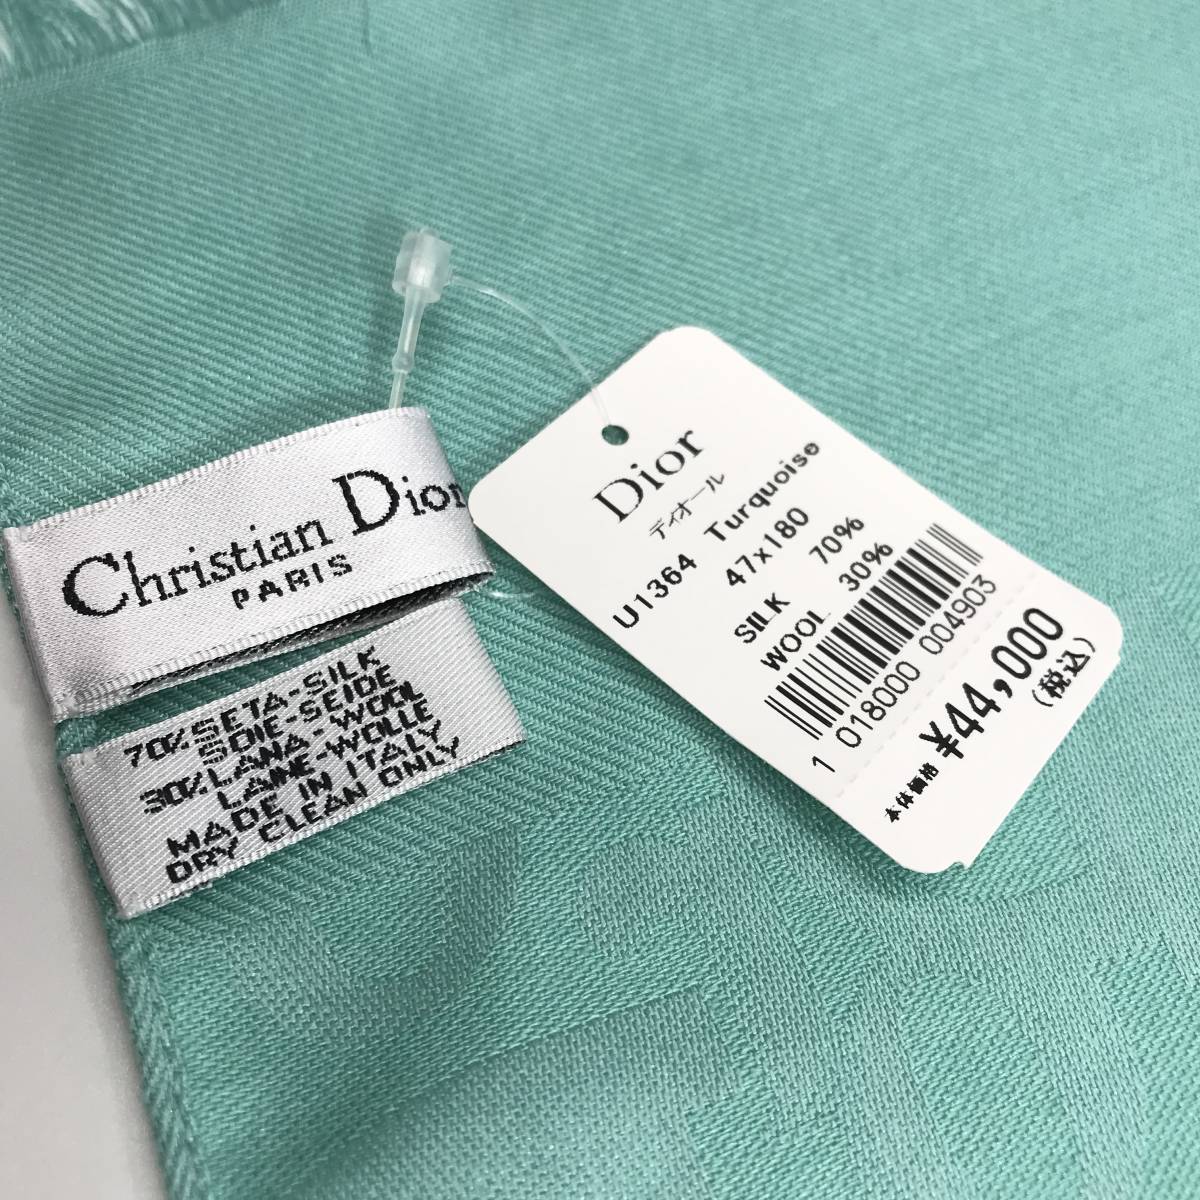 Christian Dior
PARIS
70% SETA-SILK
SOIE-SEIDE
30% LANA-WOOL
LAINE-WOLLE
MADE IN ITALY
DRY CLEAN ONLY
Dior
ディオール
U1364 Turquoise
47x180
SILK 70%
WOOL 30%
1 018000 004903
本体価格 ¥44,000
(税込)